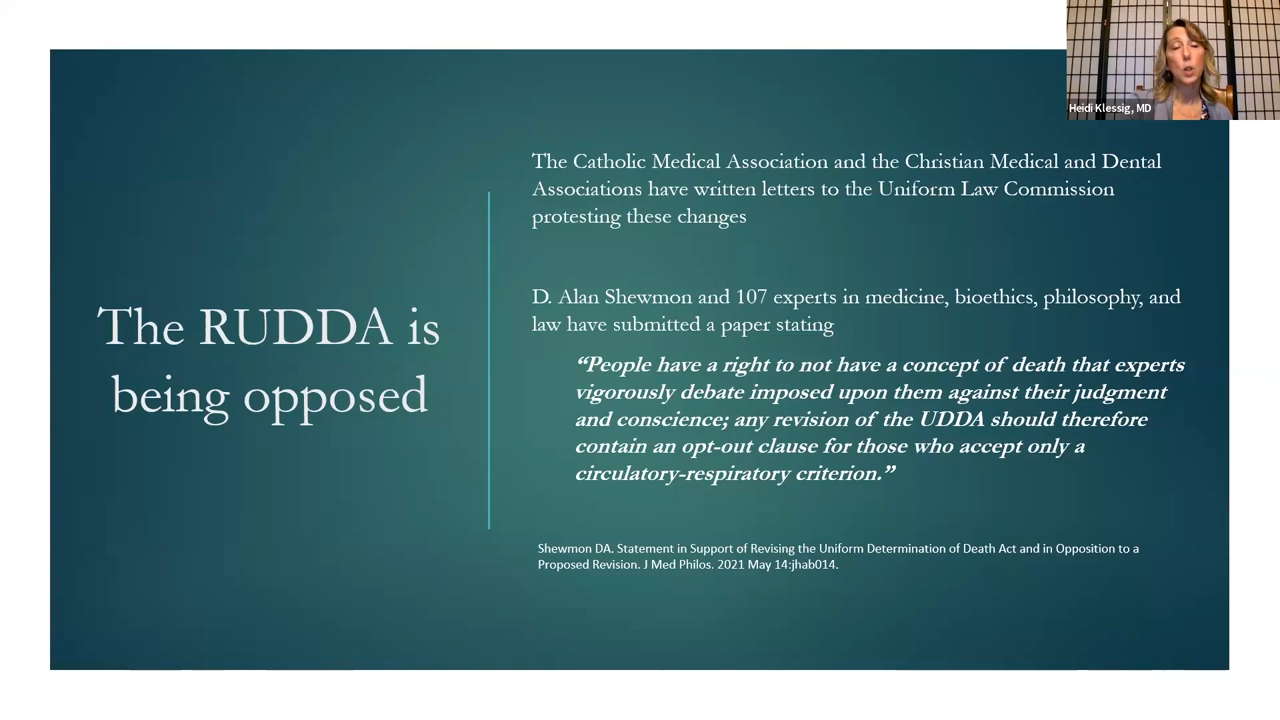 Heidi Klessig, MD
The RUDDA is
being opposed
The Catholic Medical Association and the Christian Medical and Dental
Associations have written letters to the Uniform Law Commission
protesting these changes
D. Alan Shewmon and 107 experts in medicine, bioethics, philosophy, and
law have submitted a paper stating
“People have a right to not have a concept of death that experts
vigorously debate imposed upon them against their judgment
and conscience; any revision of the UDDA should therefore
contain an opt-out clause for those who accept only a
circulatory-respiratory criterion.”
Shewmon DA. Statement in Support of Revising the Uniform Determination of Death Act and in Opposition to a
Proposed Revision. J Med Philos. 2021 May 14:jhab014.